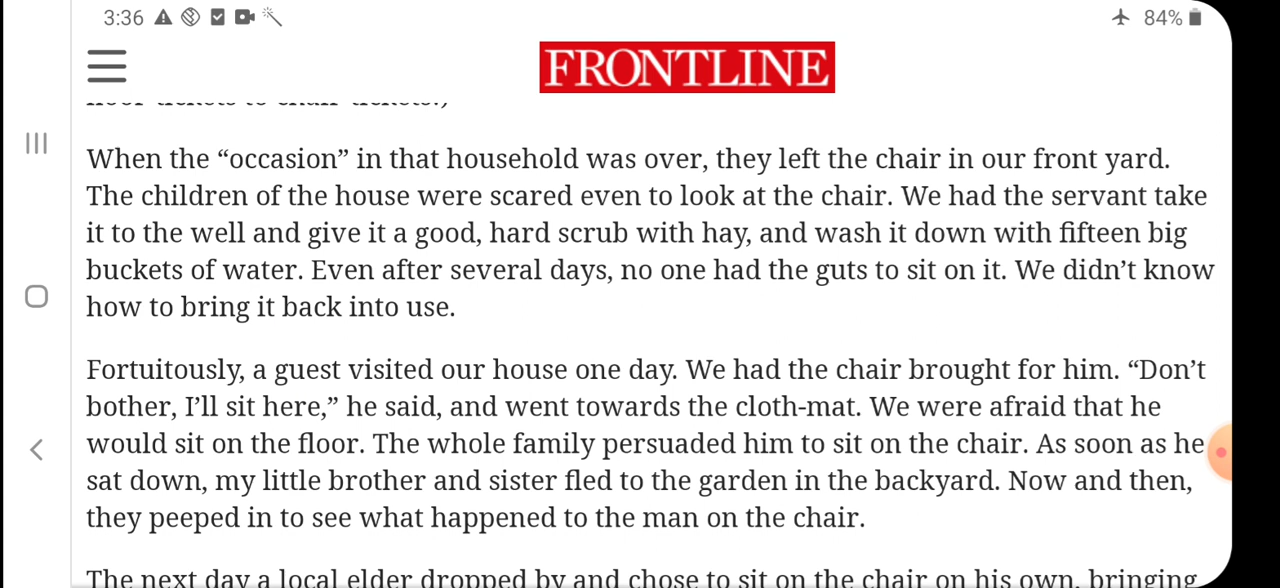 3:36
84%
FRONTLINE
floor-tickets to chair-tickets.)
When the “occasion” in that household was over, they left the chair in our front yard.
The children of the house were scared even to look at the chair. We had the servant take
it to the well and give it a good, hard scrub with hay, and wash it down with fifteen big
buckets of water. Even after several days, no one had the guts to sit on it. We didn’t know
how to bring it back into use.
Fortuitously, a guest visited our house one day. We had the chair brought for him. “Don’t
bother, I’ll sit here,” he said, and went towards the cloth-mat. We were afraid that he
would sit on the floor. The whole family persuaded him to sit on the chair. As soon as he
sat down, my little brother and sister fled to the garden in the backyard. Now and then,
they peeped in to see what happened to the man on the chair.
The next day a local elder dropped by and chose to sit on the chair on his own, bringing